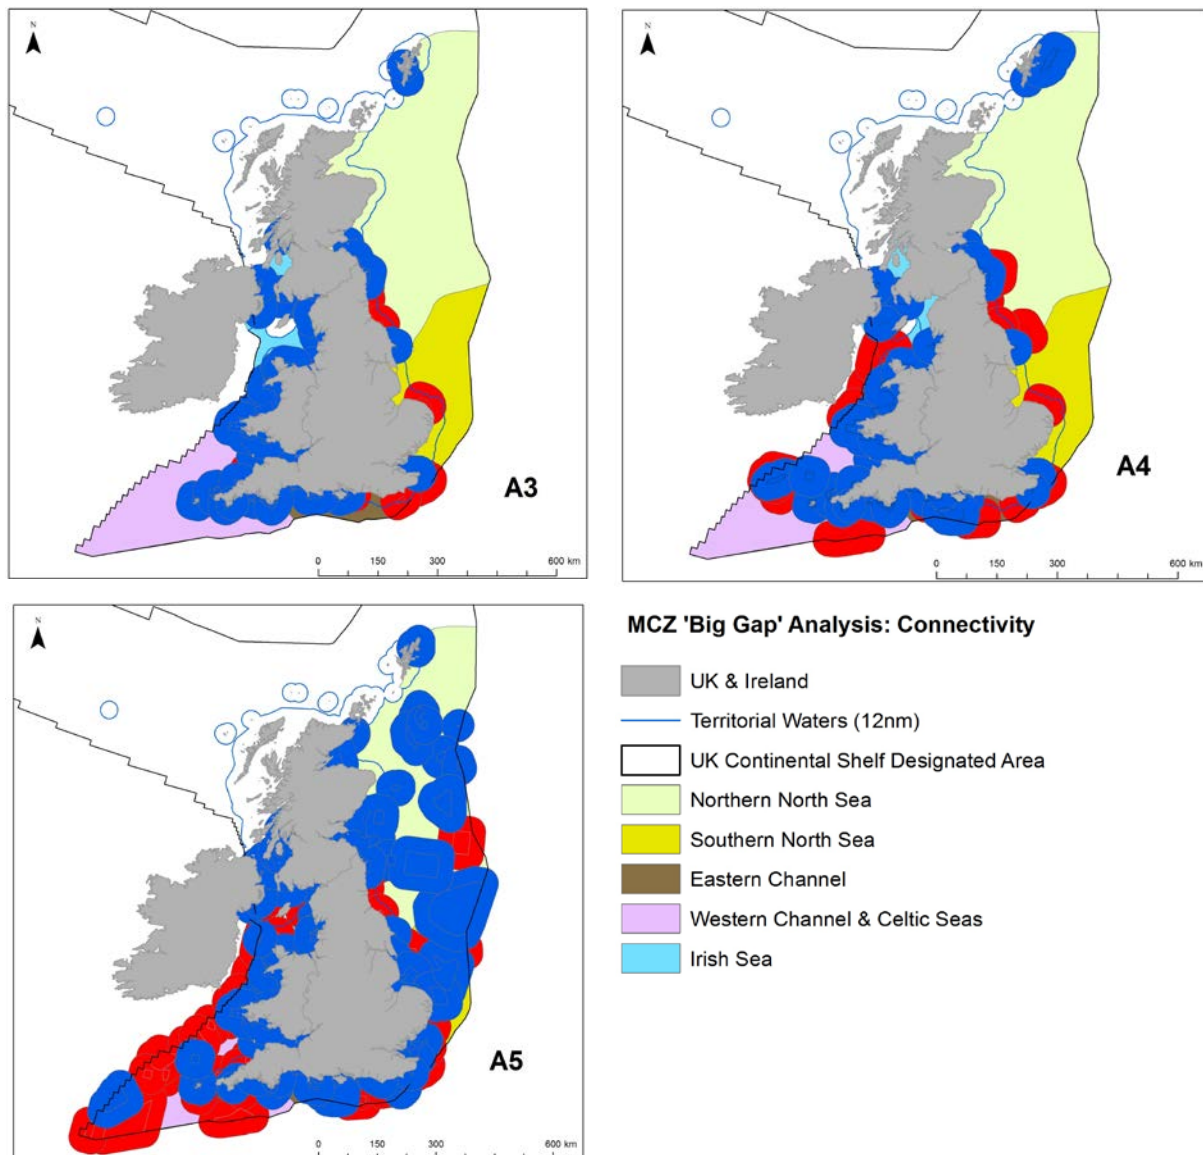 N
A3
0 150 300 600 km
N
A4
0 150 300 600 km
N
A5
0 150 300 600 km
MCZ 'Big Gap' Analysis: Connectivity
UK & Ireland
Territorial Waters (12nm)
UK Continental Shelf Designated Area
Northern North Sea
Southern North Sea
Eastern Channel
Western Channel & Celtic Seas
Irish Sea